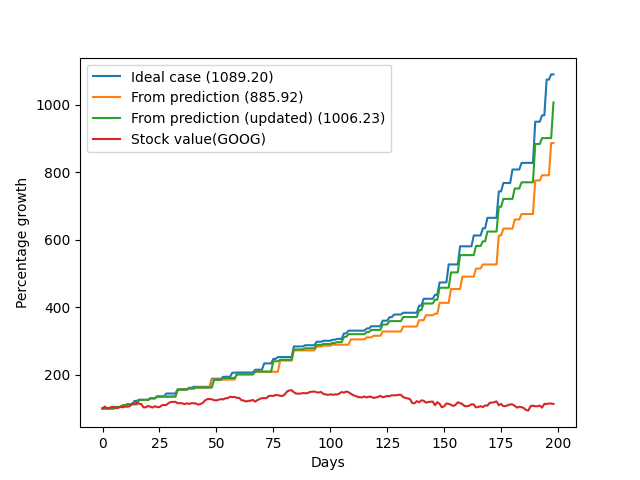 Ideal case (1089.20)
From prediction (885.92)
From prediction (updated) (1006.23)
Stock value(GOOG)
Percentage growth
1000
800
600
400
200
0 25 50 75 100 125 150 175 200
Days